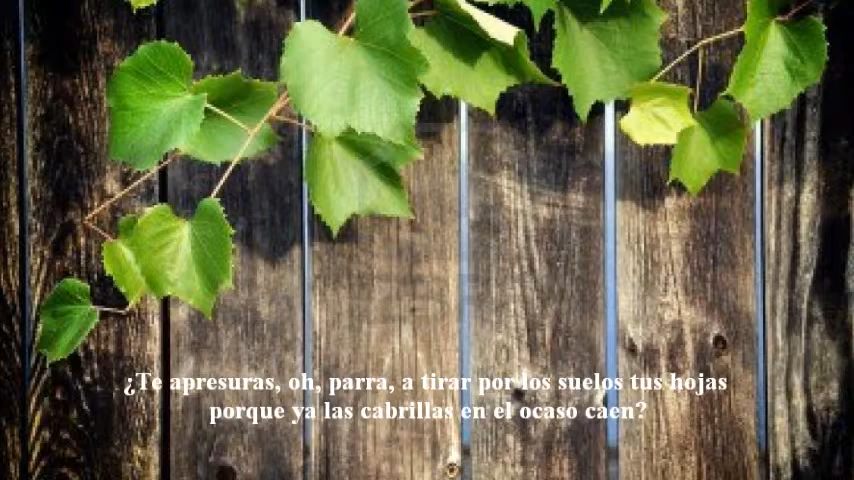 ¿Te apresuras, oh, parra, a tirar por los suelos tus hojas
porque ya las cabrillas en el ocaso caen?